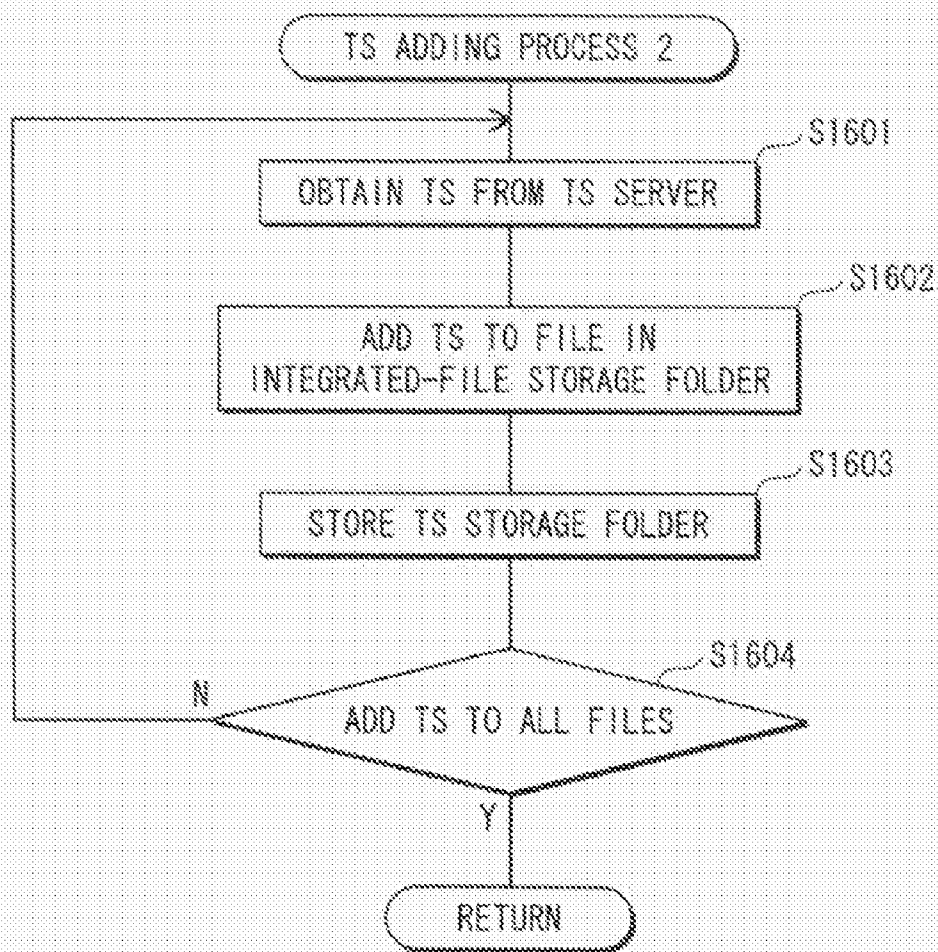 TS ADDING PROCESS 2
S1601
OBTAIN TS FROM TS SERVER
S1602
ADD TS TO FILE IN
INTEGRATED-FILE STORAGE FOLDER
S1603
STORE TS STORAGE FOLDER
S1604
N
ADD TS TO ALL FILES
Y
RETURN